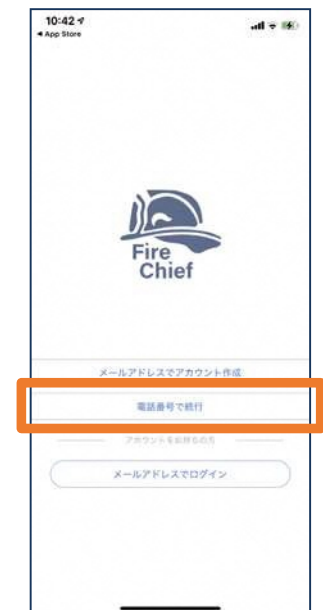 10:42
App Store
Fire
Chief
メールアドレスでアカウント作成
電話番号で続行
アカウントをお持ちの方
メールアドレスでログイン